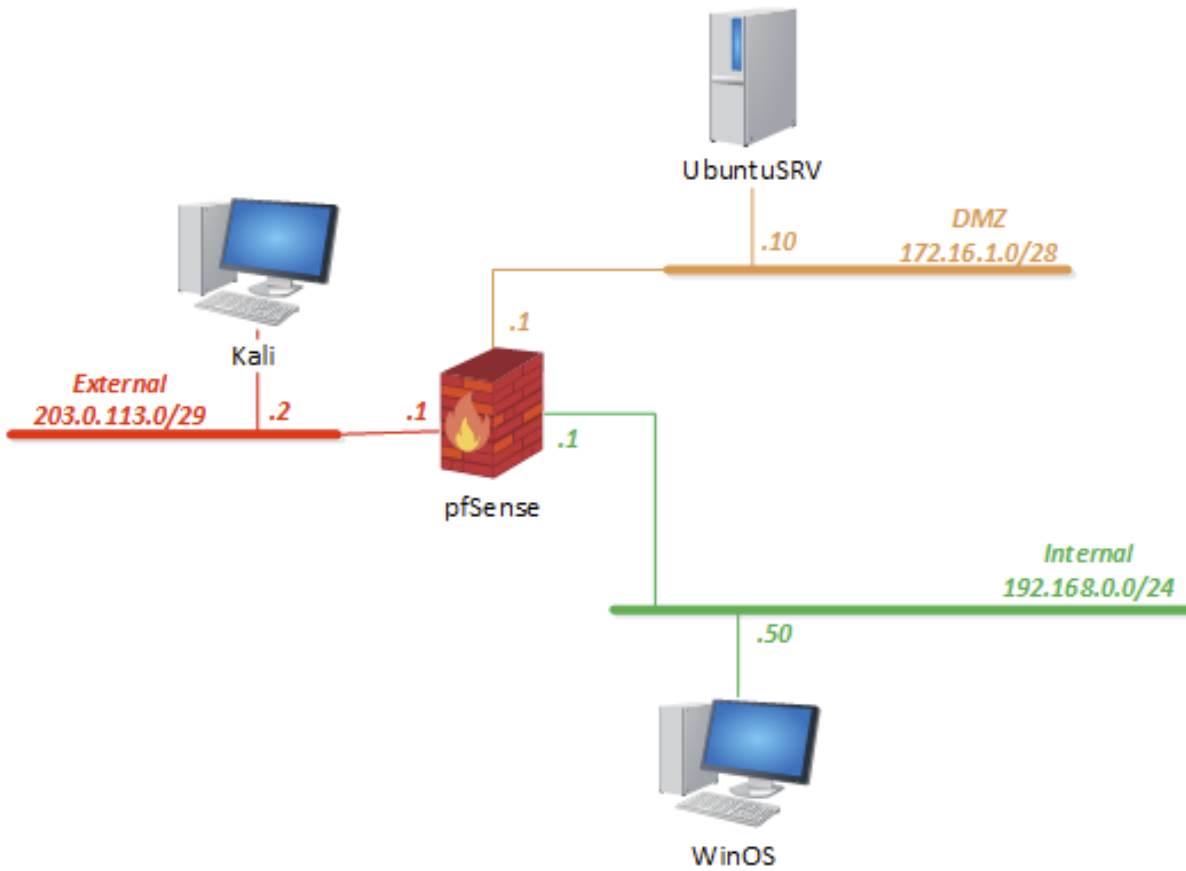 UbuntuSRV
DMZ
.10
172.16.1.0/28
.1
Kali
External
203.0.113.0/29
.2
.1
.1
pfSense
Internal
192.168.0.0/24
.50
WinOS